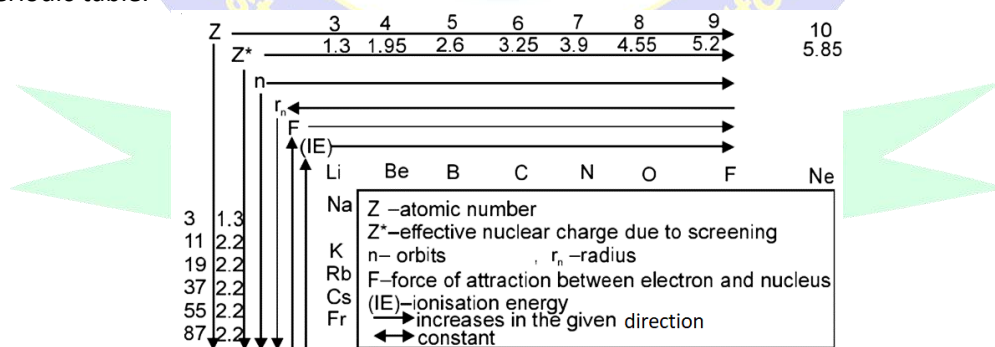 Z 3 4 5 6 7 8 9 10
Z* 1.3 1.95 2.6 3.25 3.9 4.55 5.2 5.85
n
rₙ
F
(IE)
Li Be B C N O F Ne
Na
K
Rb
Cs
Fr
3 1.3
11 2.2
19 2.2
37 2.2
55 2.2
87 2.2
Z –atomic number
Z*–effective nuclear charge due to screening
n– orbits , rₙ –radius
F–force of attraction between electron and nucleus
(IE)–ionisation energy
increases in the given direction
constant